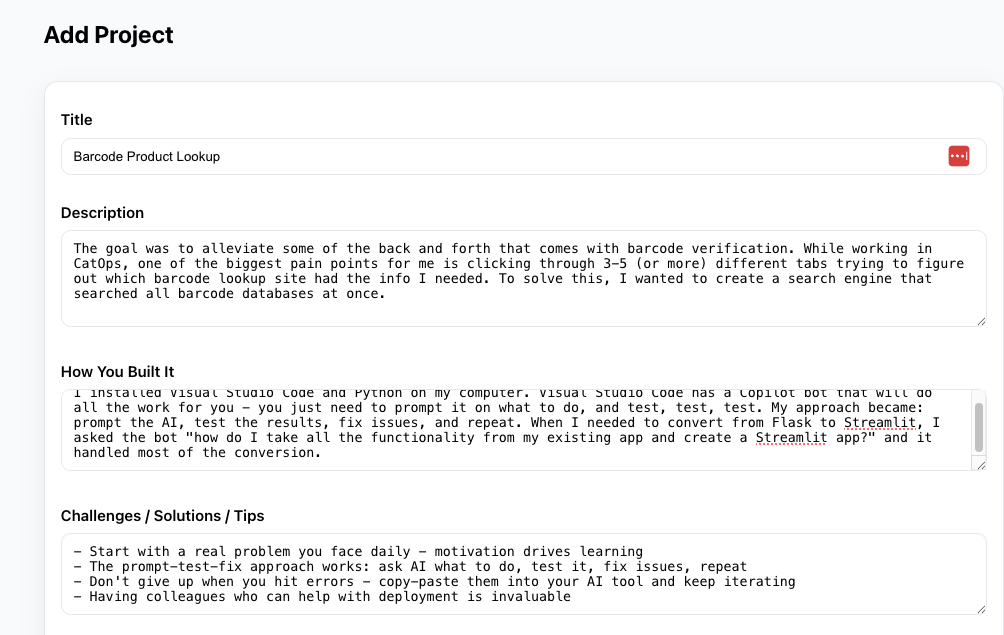 Add Project
Title
Barcode Product Lookup
Description
The goal was to alleviate some of the back and forth that comes with barcode verification. While working in
CatOps, one of the biggest pain points for me is clicking through 3-5 (or more) different tabs trying to figure
out which barcode lookup site had the info I needed. To solve this, I wanted to create a search engine that
searched all barcode databases at once.
How You Built It
I installed Visual Studio Code and Python on my computer. Visual Studio Code has a Copilot bot that will do
all the work for you - you just need to prompt it on what to do, and test, test, test. My approach became:
prompt the AI, test the results, fix issues, and repeat. When I needed to convert from Flask to Streamlit, I
asked the bot "how do I take all the functionality from my existing app and create a Streamlit app?" and it
handled most of the conversion.
Challenges / Solutions / Tips
- Start with a real problem you face daily - motivation drives learning
- The prompt-test-fix approach works: ask AI what to do, test it, fix issues, repeat
- Don't give up when you hit errors - copy-paste them into your AI tool and keep iterating
- Having colleagues who can help with deployment is invaluable